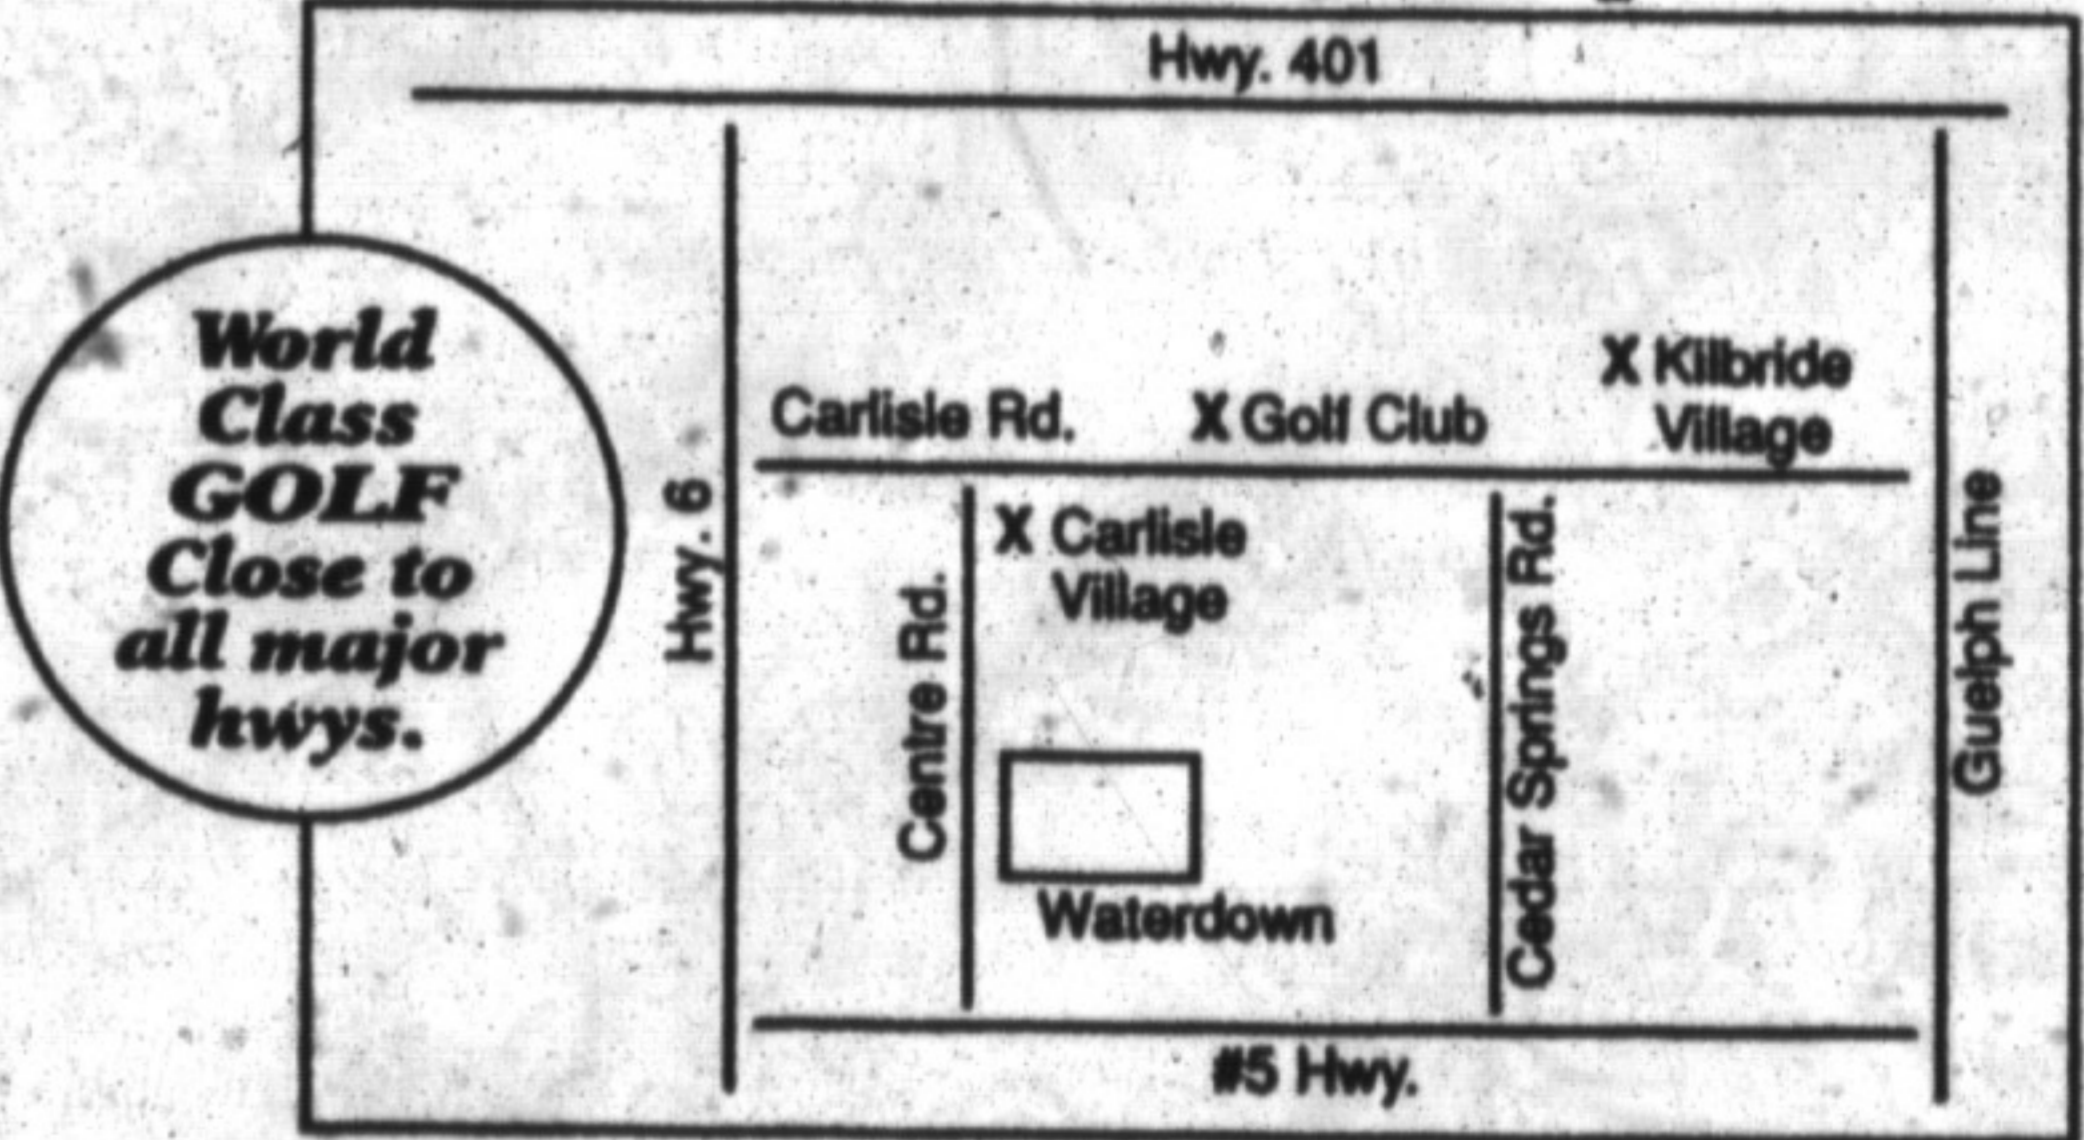 Hwy. 401
World
Class
GOLF
Close to
all major
hwys.
Hwy. 6
Carlisle Rd.
X Golf Club
X Kilbride
Village
Centre Rd.
X Carlisle
Village
Waterdown
Cedar Springs Rd.
Guelph Line
#5 Hwy.